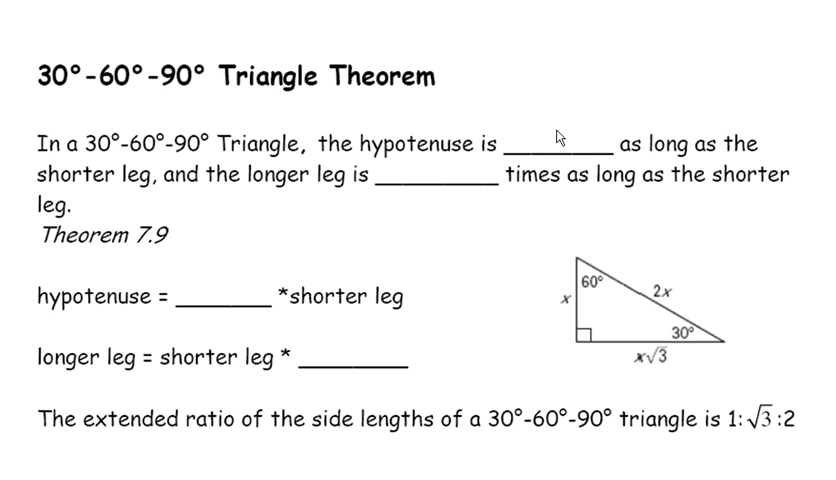 30°-60°-90° Triangle Theorem
In a 30°-60°-90° Triangle, the hypotenuse is _________ as long as the
shorter leg, and the longer leg is __________ times as long as the shorter
leg.
Theorem 7.9
hypotenuse = ________ *shorter leg
longer leg = shorter leg * _________
60°
x
2x
30°
x√3
The extended ratio of the side lengths of a 30°-60°-90° triangle is 1:√3:2